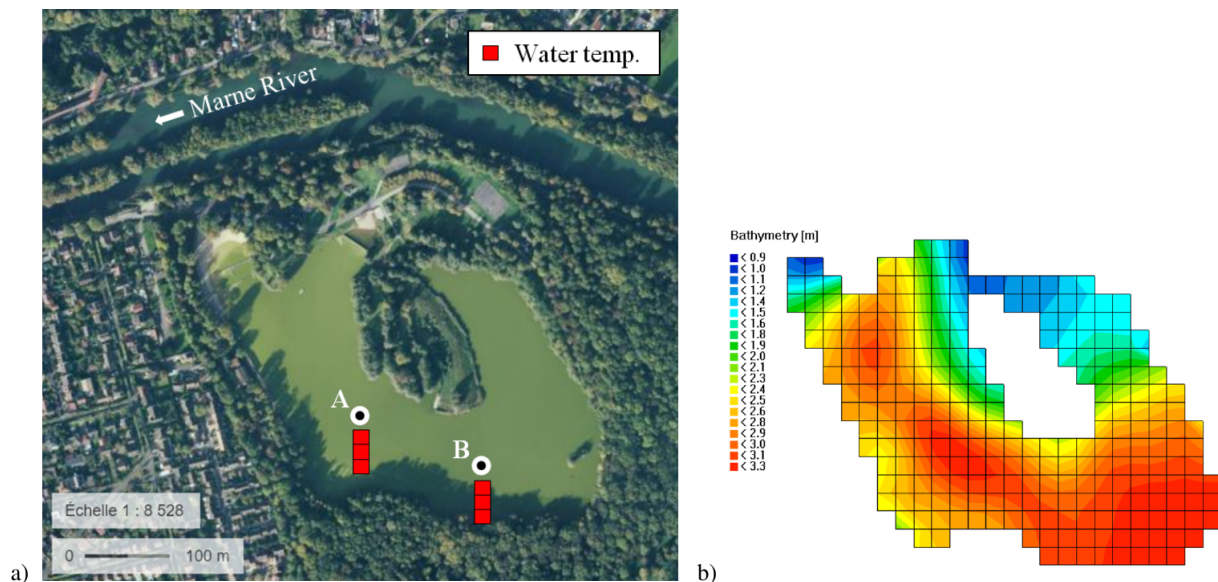 Water temp.
Marne River
A
B
Échelle 1 : 8 528
0 100 m
a)
Bathymetry [m]
< 0.9
< 1.0
< 1.1
< 1.2
< 1.4
< 1.5
< 1.6
< 1.8
< 1.9
< 2.0
< 2.1
< 2.3
< 2.4
< 2.5
< 2.6
< 2.8
< 2.9
< 3.0
< 3.1
< 3.3
b)